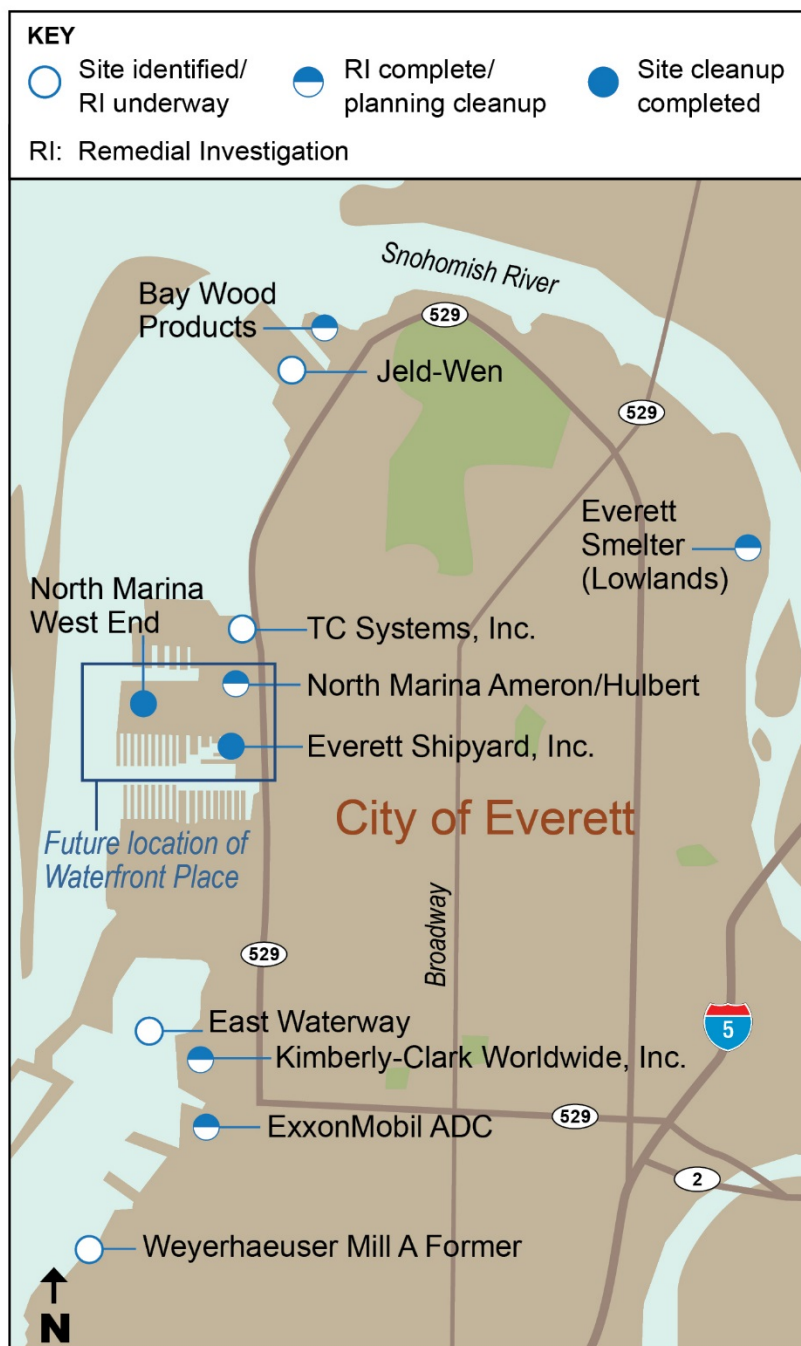 KEY
Site identified/
RI underway
RI complete/
planning cleanup
Site cleanup
completed
RI: Remedial Investigation
Snohomish River
Bay Wood
Products
529
Jeld-Wen
529
Everett
Smelter
(Lowlands)
North Marina
West End
TC Systems, Inc.
North Marina Ameron/Hulbert
Everett Shipyard, Inc.
City of Everett
Future location of
Waterfront Place
Broadway
529
5
East Waterway
Kimberly-Clark Worldwide, Inc.
529
ExxonMobil ADC
2
Weyerhaeuser Mill A Former
N